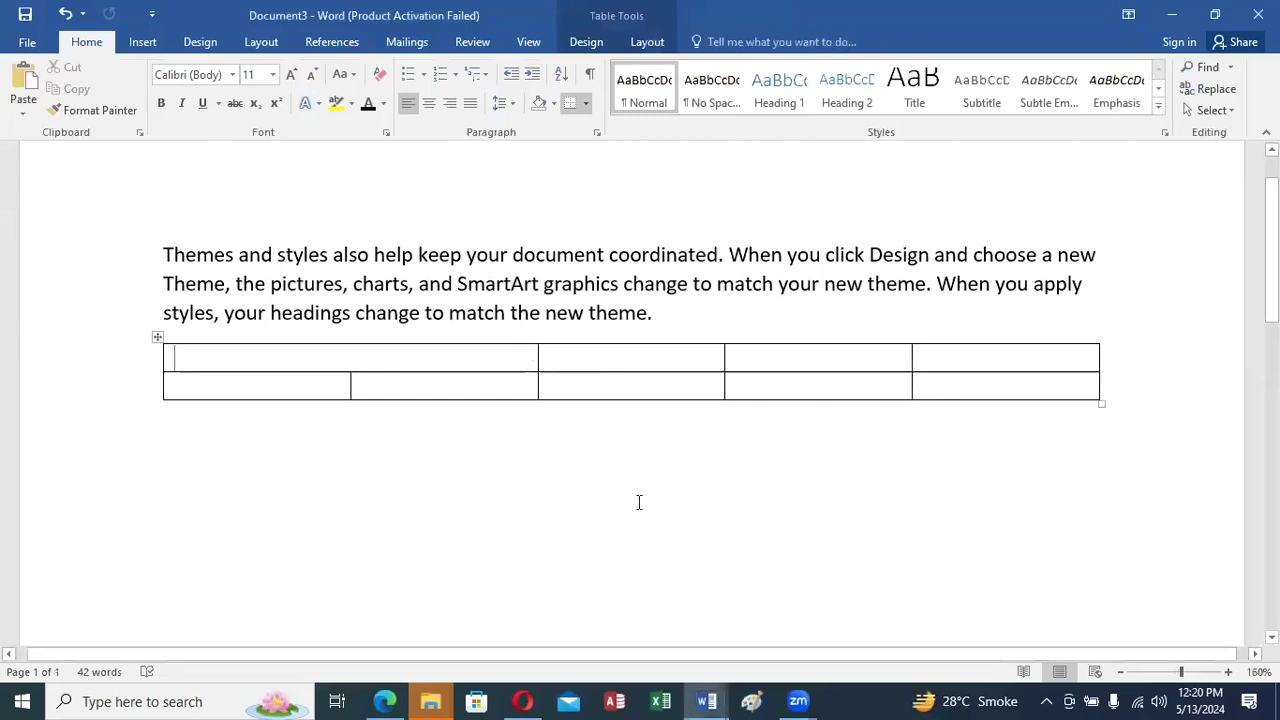 Document3 - Word (Product Activation Failed)
Table Tools
File
Home
Insert
Design
Layout
References
Mailings
Review
View
Design
Layout
Tell me what you want to do...
Sign in
Share
Paste
Cut
Copy
Format Painter
Clipboard
Calibri (Body)
11
Font
Paragraph
AaBbCcDc
¶ Normal
AaBbCcDc
¶ No Spac...
AaBbCc
Heading
AaBbCcD
Heading 2
AaB
Title
AaBbCcD
Subtitle
AaBbCcDc
Subtle Em...
AaBbCcDc
Emphasis
Styles
Find
Replace
Select
Editing
Themes and styles also help keep your document coordinated. When you click Design and choose a new
Theme, the pictures, charts, and SmartArt graphics change to match your new theme. When you apply
styles, your headings change to match the new theme.
Page 1 of 1
42 words
160%
Type here to search
28°C Smoke
12:20 PM
5/13/2024